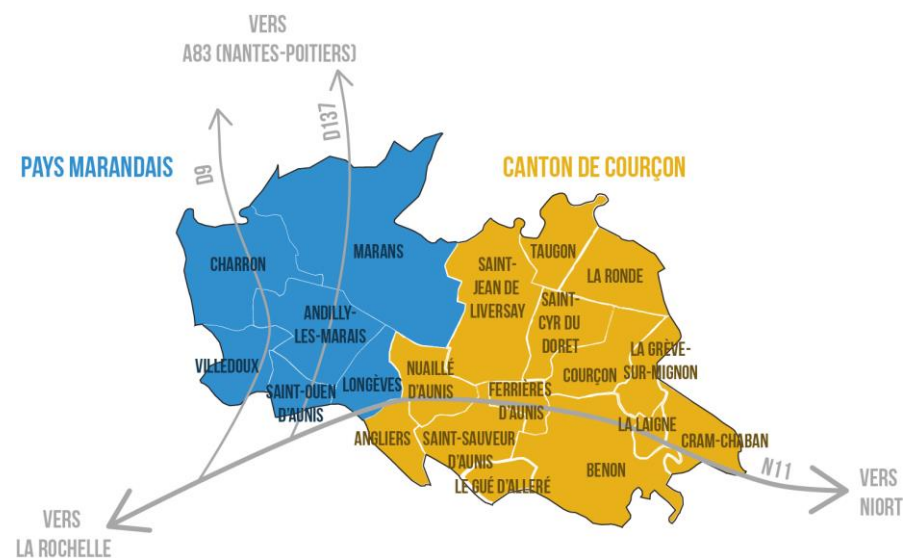 VERS
A83 (NANTES-POITIERS)
D9
D137
PAYS MARANDAIS
CANTON DE COURÇON
CHARRON
MARANS
SAINT-
JEAN DE
LIVERSAY
TAUGON
LA RONDE
ANDILLY-
LES-MARAIS
SAINT-
CYR DU
DORET
LA GRÈVE-
SUR-MIGNON
VILLEDOUX
SAINT-OUEN
D'AUNIS
LONGÈVES
NUAILLÉ
D'AUNIS
FERRIÈRES
D'AUNIS
COURÇON
ANGLIERS
SAINT-SAUVEUR
D'AUNIS
LA LAIGNE
CRAM-CHABAN
LE GUÉ D'ALLERÉ
BENON
N11
VERS
NIORT
VERS
LA ROCHELLE